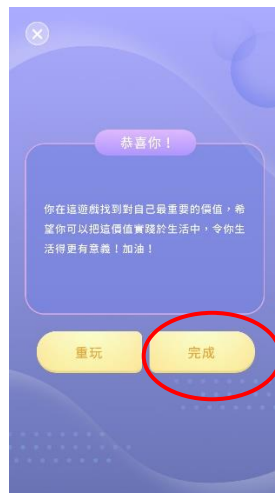 恭喜你！
你在這遊戲找到對自己最重要的價值，希
望你可以把這價值實踐於生活中，令你生
活得更有意義！加油！
重玩
完成